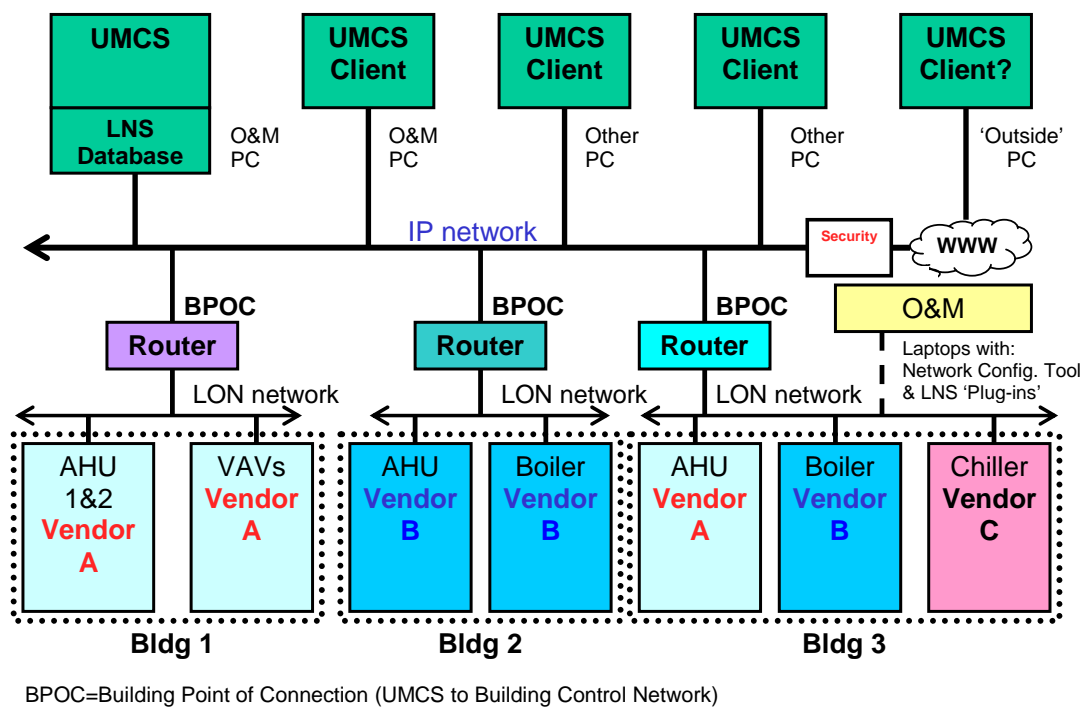 UMCS
LNS
Database
O&M
PC
UMCS
Client
O&M
PC
UMCS
Client
Other
PC
UMCS
Client
Other
PC
UMCS
Client?
'Outside'
PC
IP network
Security
WWW
BPOC
Router
LON network
BPOC
Router
LON network
BPOC
Router
LON network
O&M
Laptops with:
Network Config. Tool
& LNS 'Plug-ins'
AHU
1&2
Vendor
A
VAVs
Vendor
A
Bldg 1
AHU
Vendor
B
Boiler
Vendor
B
Bldg 2
AHU
Vendor
A
Boiler
Vendor
B
Chiller
Vendor
C
Bldg 3
BPOC=Building Point of Connection (UMCS to Building Control Network)